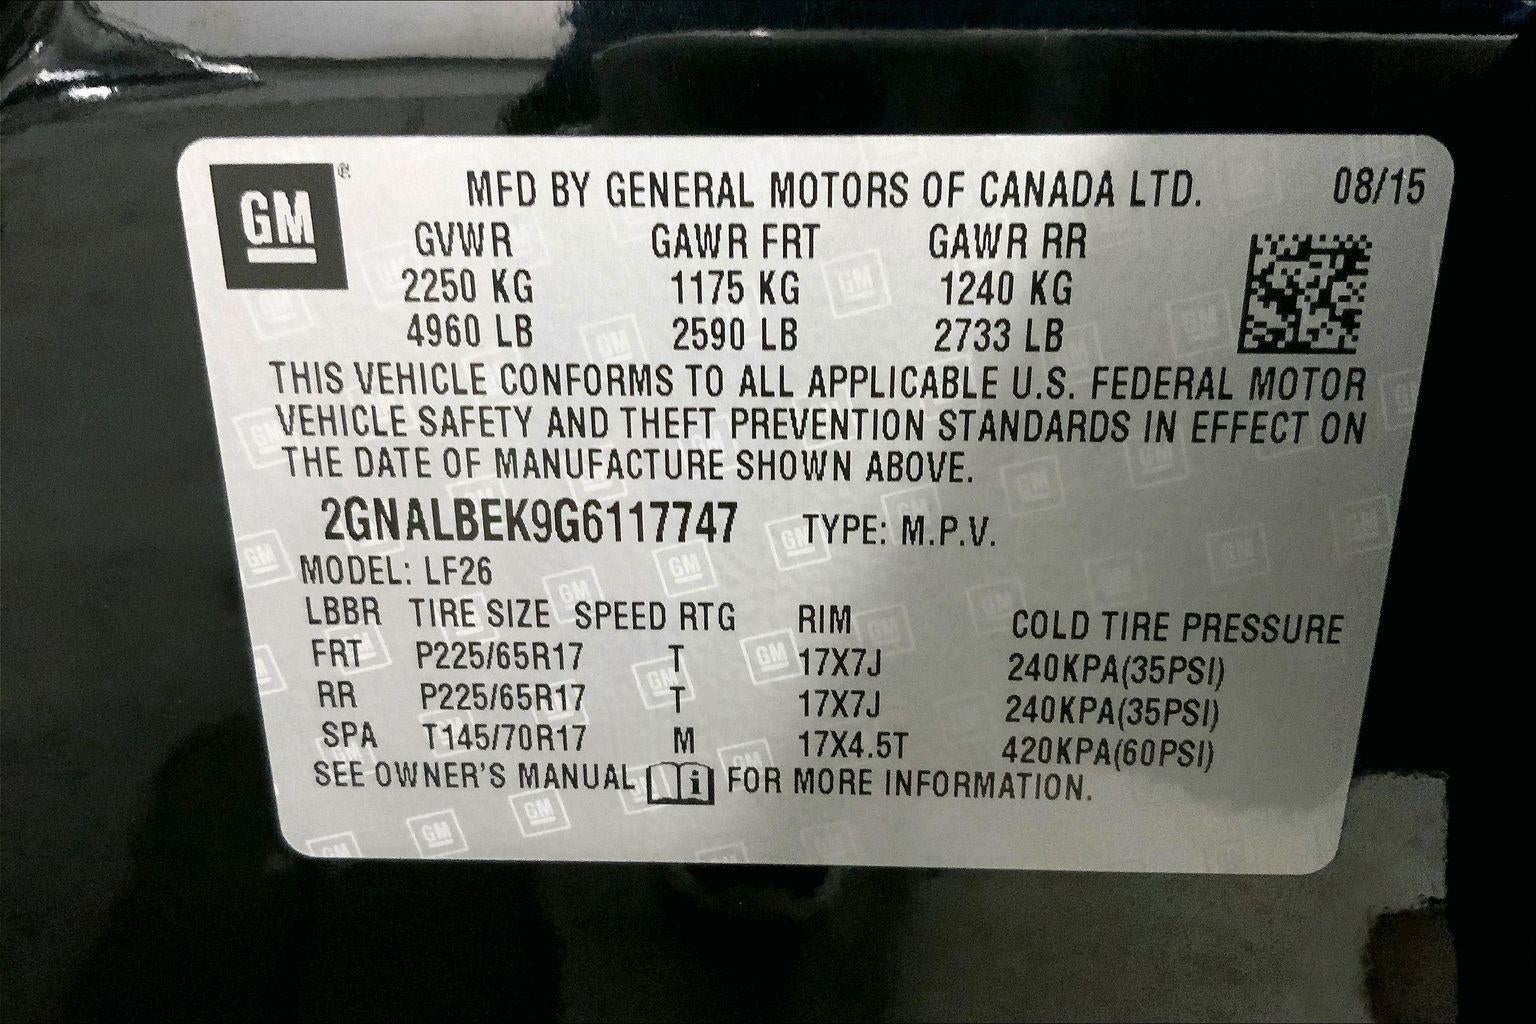 GM ® MFD BY GENERAL MOTORS OF CANADA LTD. 08/15
GVWR GAWR FRT GAWR RR
2250 KG 1175 KG 1240 KG
4960 LB 2590 LB 2733 LB
THIS VEHICLE CONFORMS TO ALL APPLICABLE U.S. FEDERAL MOTOR
VEHICLE SAFETY AND THEFT PREVENTION STANDARDS IN EFFECT ON
THE DATE OF MANUFACTURE SHOWN ABOVE.
2GNALBEK9G6117747 TYPE: M.P.V.
MODEL: LF26
LBBR TIRE SIZE SPEED RTG RIM COLD TIRE PRESSURE
FRT P225/65R17 T 17X7J 240KPA(35PSI)
RR P225/65R17 T 17X7J 240KPA(35PSI)
SPA T145/70R17 M 17X4.5T 420KPA(60PSI)
SEE OWNER'S MANUAL i FOR MORE INFORMATION.